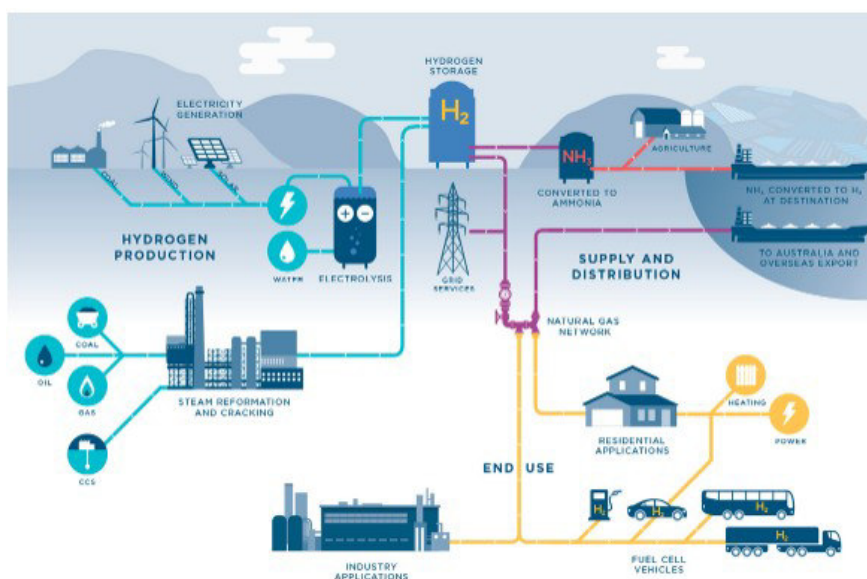 HYDROGEN
STORAGE
H₂
ELECTRICITY
GENERATION
COAL
WIND
SOLAR
HYDROGEN
PRODUCTION
WATER
ELECTROLYSIS
GRID
SERVICES
NH₃
CONVERTED TO
AMMONIA
AGRICULTURE
NH₃ CONVERTED TO H₂
AT DESTINATION
SUPPLY AND
DISTRIBUTION
TO AUSTRALIA AND
OVERSEAS EXPORT
COAL
OIL
GAS
CCS
STEAM REFORMATION
AND CRACKING
NATURAL GAS
NETWORK
RESIDENTIAL
APPLICATIONS
HEATING
POWER
END USE
INDUSTRY
APPLICATIONS
H₂
H₂
H₂
H₂
FUEL CELL
VEHICLES